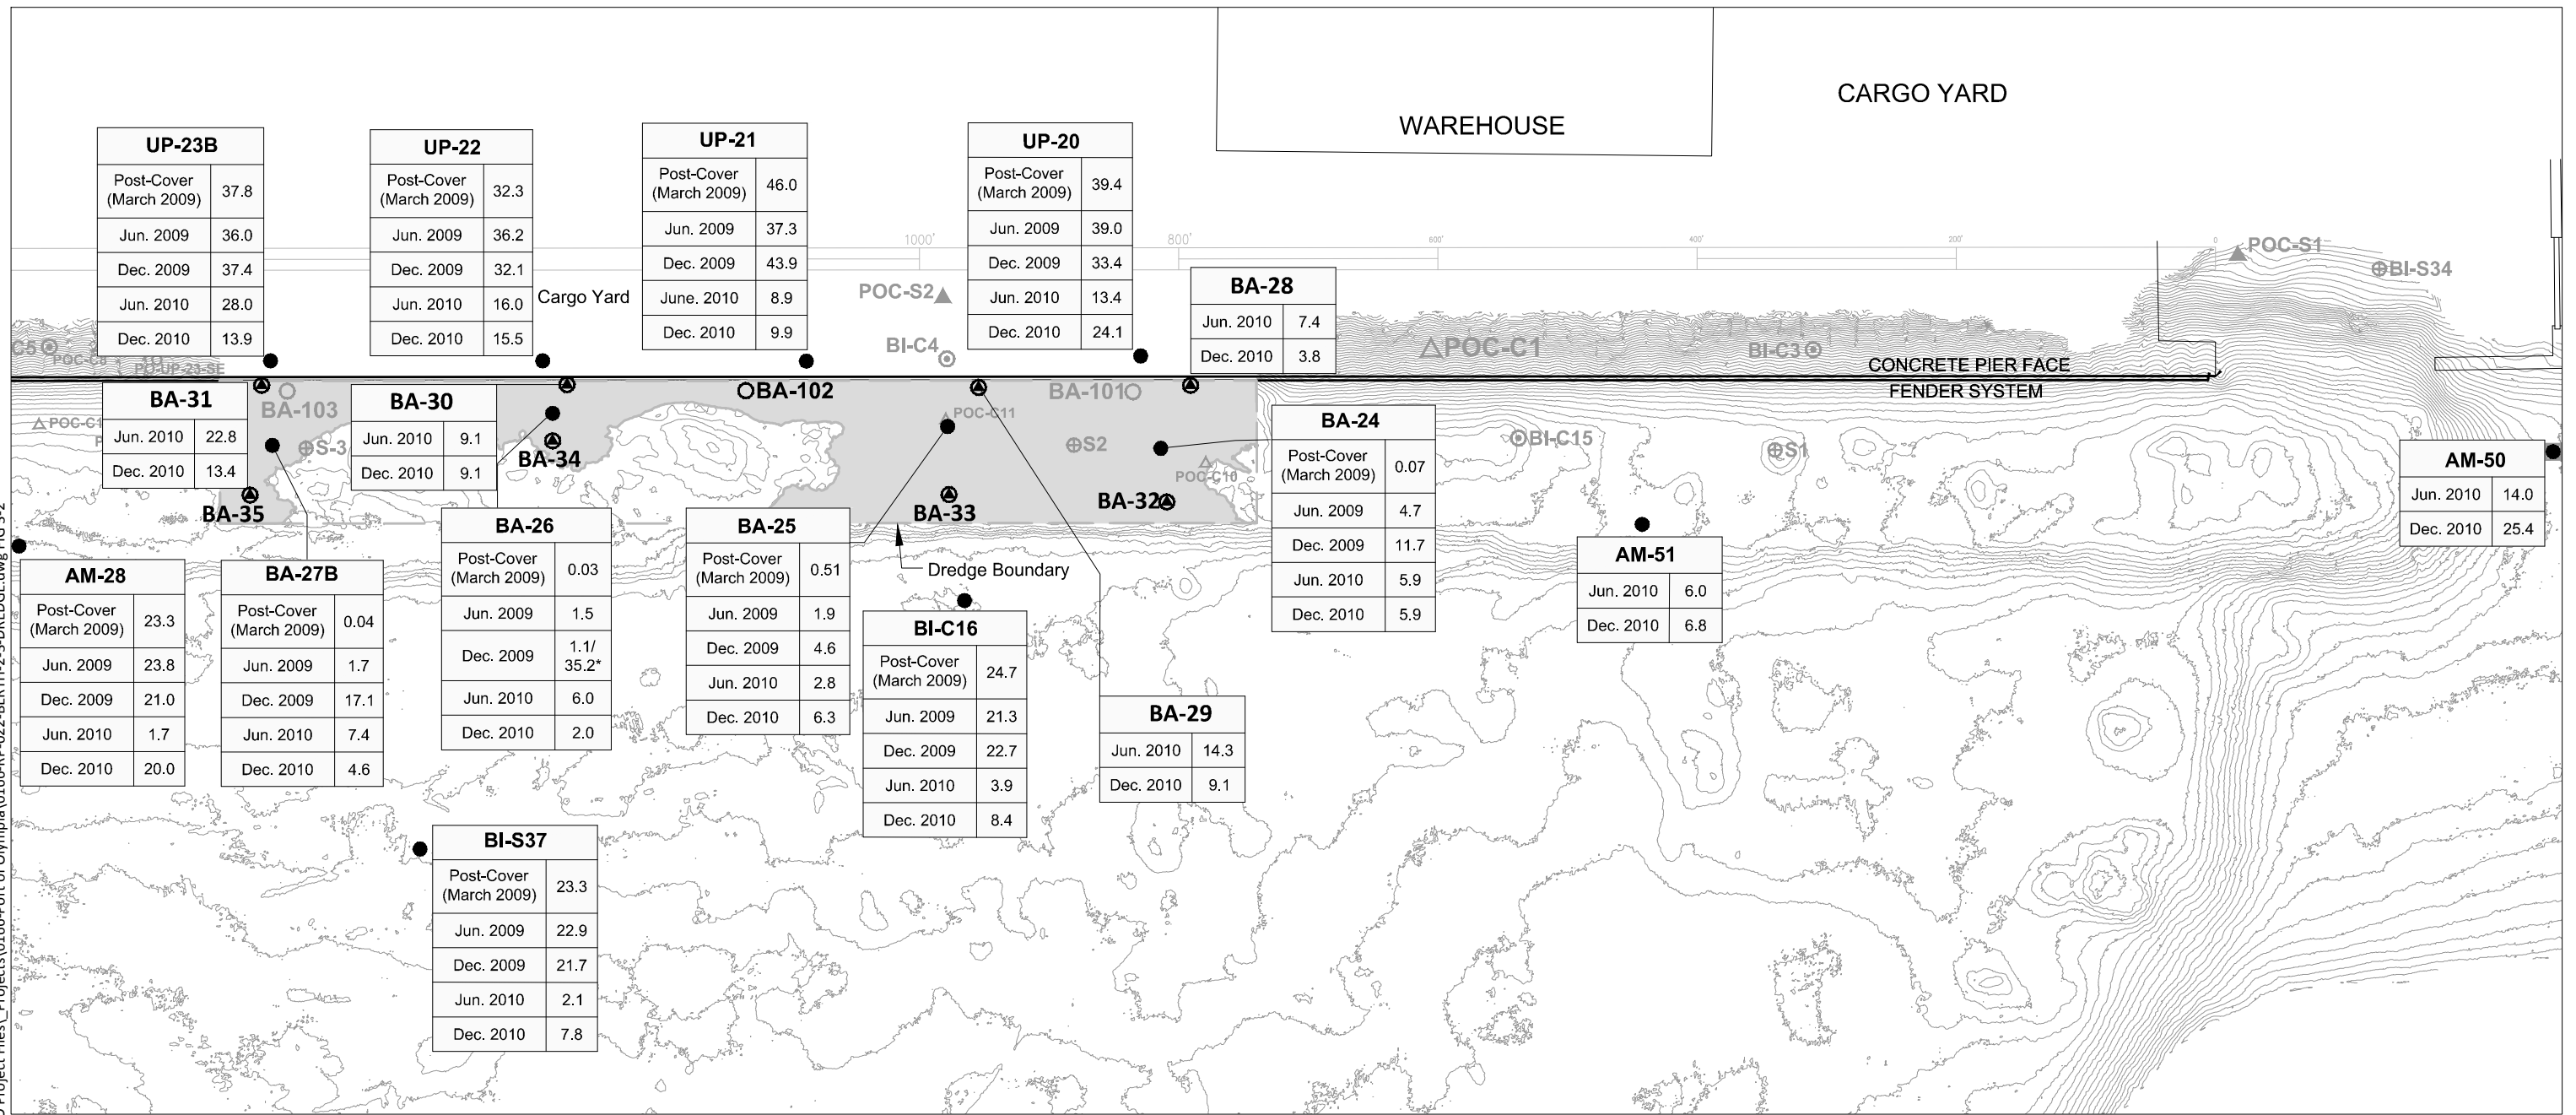 CARGO YARD
WAREHOUSE
UP-23B
Post-Cover
(March 2009) 37.8
Jun. 2009 36.0
Dec. 2009 37.4
Jun. 2010 28.0
Dec. 2010 13.9
UP-22
Post-Cover
(March 2009) 32.3
Jun. 2009 36.2
Dec. 2009 32.1
Jun. 2010 16.0
Dec. 2010 15.5
Cargo Yard
UP-21
Post-Cover
(March 2009) 46.0
Jun. 2009 37.3
Dec. 2009 43.9
June. 2010 8.9
Dec. 2010 9.9
UP-20
Post-Cover
(March 2009) 39.4
Jun. 2009 39.0
Dec. 2009 33.4
Jun. 2010 13.4
Dec. 2010 24.1
1000'
800'
600'
400'
200'
0
POC-S2
BI-C4
BA-28
Jun. 2010 7.4
Dec. 2010 3.8
POC-C1
BI-C3
POC-S1
BI-S34
CONCRETE PIER FACE
FENDER SYSTEM
C5
PO-UP-23-SE
BA-31
Jun. 2010 22.8
Dec. 2010 13.4
BA-103
S-3
BA-35
BA-30
Jun. 2010 9.1
Dec. 2010 9.1
BA-34
BA-102
POC-C11
BA-101
S2
POC-C10
BA-33
BA-32
Dredge Boundary
BI-C15
S1
BA-24
Post-Cover
(March 2009) 0.07
Jun. 2009 4.7
Dec. 2009 11.7
Jun. 2010 5.9
Dec. 2010 5.9
AM-50
Jun. 2010 14.0
Dec. 2010 25.4
AM-51
Jun. 2010 6.0
Dec. 2010 6.8
AM-28
Post-Cover
(March 2009) 23.3
Jun. 2009 23.8
Dec. 2009 21.0
Jun. 2010 1.7
Dec. 2010 20.0
BA-27B
Post-Cover
(March 2009) 0.04
Jun. 2009 1.7
Dec. 2009 17.1
Jun. 2010 7.4
Dec. 2010 4.6
BA-26
Post-Cover
(March 2009) 0.03
Jun. 2009 1.5
Dec. 2009 1.1/
35.2*
Jun. 2010 6.0
Dec. 2010 2.0
BA-25
Post-Cover
(March 2009) 0.51
Jun. 2009 1.9
Dec. 2009 4.6
Jun. 2010 2.8
Dec. 2010 6.3
BI-C16
Post-Cover
(March 2009) 24.7
Jun. 2009 21.3
Dec. 2009 22.7
Jun. 2010 3.9
Dec. 2010 8.4
BA-29
Jun. 2010 14.3
Dec. 2010 9.1
BI-S37
Post-Cover
(March 2009) 23.3
Jun. 2009 22.9
Dec. 2009 21.7
Jun. 2010 2.1
Dec. 2010 7.8